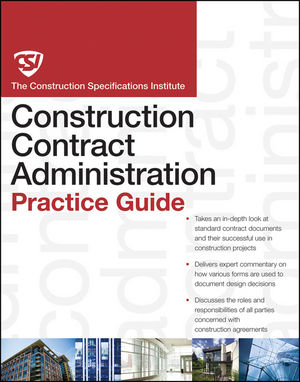 CSI
The Construction Specifications Institute
Construction
Contract
Administration
Practice Guide
• Takes an in-depth look at
standard contract documents
and their successful use in
construction projects
• Delivers expert commentary on
how various forms are used to
document design decisions
• Discusses the roles and
responsibilities of all parties
concerned with
construction agreements